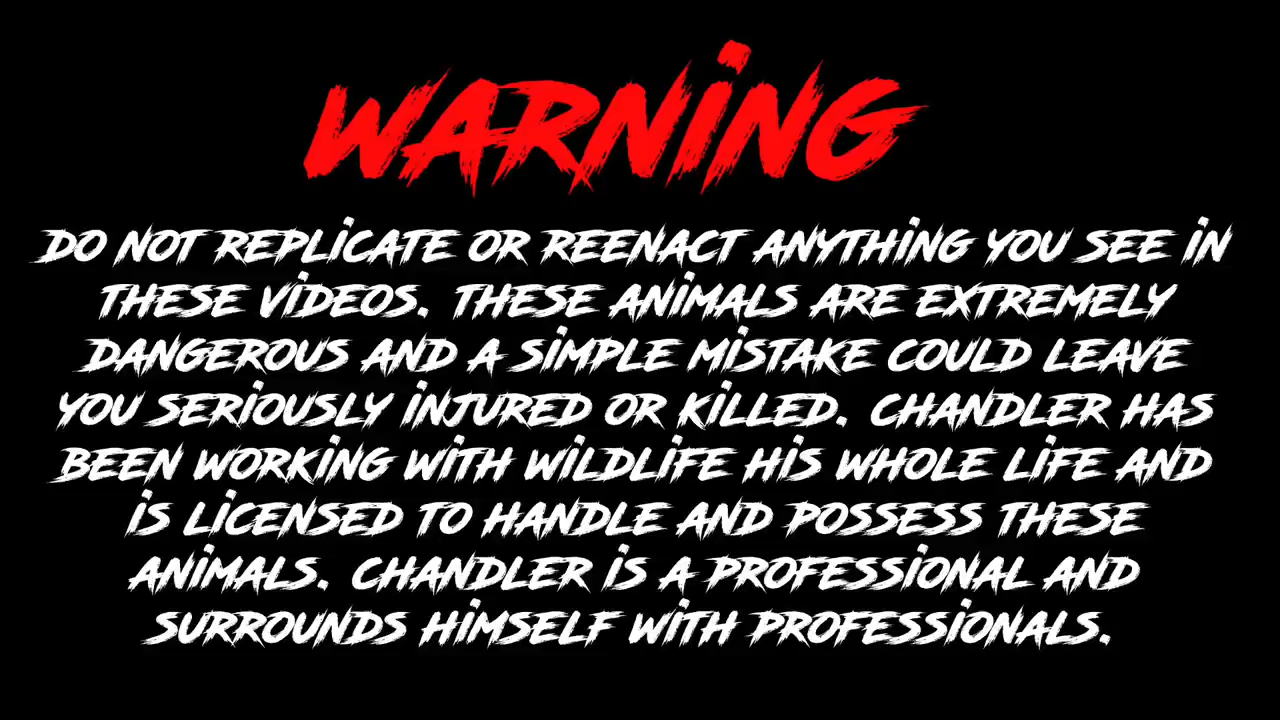 WARNiNG
DO NOT REPLiCATE OR REENACT ANYTHiNG YOU SEE iN
THESE ViDEOS. THESE ANiMALS ARE EXTREMELY
DANGEROUS AND A SiMPLE MiSTAKE COULD LEAVE
YOU SERiOUSLY iNJURED OR KiLLED. CHANDLER HAS
BEEN WORKiNG WiTH WiLDLiFE HiS WHOLE LiFE AND
iS LiCENSED TO HANDLE AND POSSESS THESE
ANiMALS. CHANDLER iS A PROFESSiONAL AND
SURROUNDS HiMSELF WiTH PROFESSiONALS.